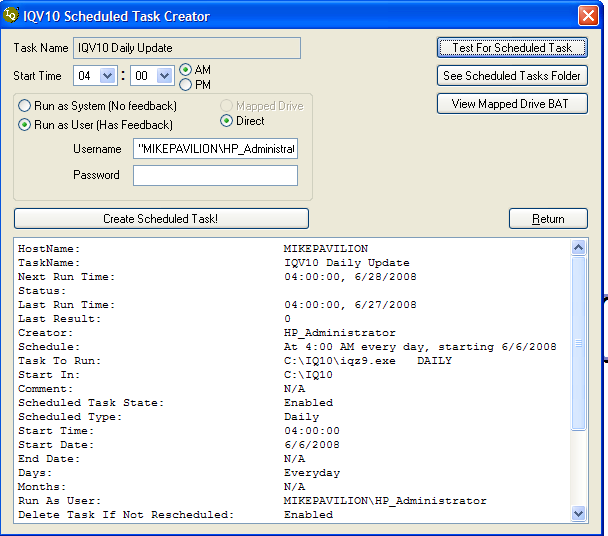 IQV10 Scheduled Task Creator
Task Name IQV10 Daily Update
Test For Scheduled Task
Start Time 04 : 00 AM
PM
See Scheduled Tasks Folder
View Mapped Drive BAT
Run as System (No feedback) Mapped Drive
Run as User (Has Feedback) Direct
Username "MIKEPAVILION\HP_Administrat
Password
Create Scheduled Task!
Return
HostName: MIKEPAVILION
TaskName: IQV10 Daily Update
Next Run Time: 04:00:00, 6/28/2008
Status:
Last Run Time: 04:00:00, 6/27/2008
Last Result: 0
Creator: HP_Administrator
Schedule: At 4:00 AM every day, starting 6/6/2008
Task To Run: C:\IQ10\iqz9.exe DAILY
Start In: C:\IQ10
Comment: N/A
Scheduled Task State: Enabled
Scheduled Type: Daily
Start Time: 04:00:00
Start Date: 6/6/2008
End Date: N/A
Days: Everyday
Months: N/A
Run As User: MIKEPAVILION\HP_Administrator
Delete Task If Not Rescheduled: Enabled